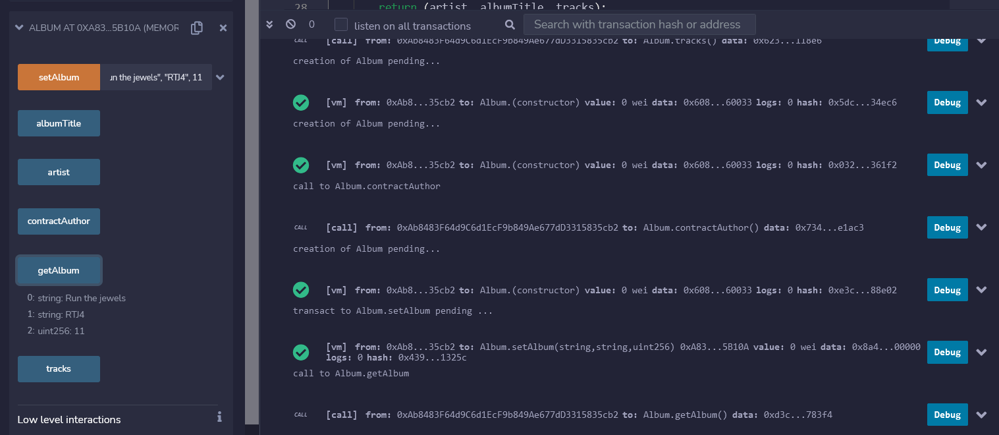 28 return (artist, albumTitle, tracks);
ALBUM AT 0XA83...5B10A (MEMOR
0 listen on all transactions Search with transaction hash or address
CALL [call] from: 0xAb8483F64d9C6d1EcF9b849Ae677dD3315835cb2 to: Album.tracks() data: 0x623...118e6 Debug
creation of Album pending...
setAlbum un the jewels", "RTJ4", 11
albumTitle
artist
contractAuthor
getAlbum
0: string: Run the jewels
1: string: RTJ4
2: uint256: 11
tracks
Low level interactions
[vm] from: 0xAb8...35cb2 to: Album.(constructor) value: 0 wei data: 0x608...60033 logs: 0 hash: 0x5dc...34ec6 Debug
creation of Album pending...
[vm] from: 0xAb8...35cb2 to: Album.(constructor) value: 0 wei data: 0x608...60033 logs: 0 hash: 0x032...361f2 Debug
call to Album.contractAuthor
CALL [call] from: 0xAb8483F64d9C6d1EcF9b849Ae677dD3315835cb2 to: Album.contractAuthor() data: 0x734...e1ac3 Debug
creation of Album pending...
[vm] from: 0xAb8...35cb2 to: Album.(constructor) value: 0 wei data: 0x608...60033 logs: 0 hash: 0xe3c...88e02 Debug
transact to Album.setAlbum pending ...
[vm] from: 0xAb8...35cb2 to: Album.setAlbum(string,string,uint256) 0xA83...5B10A value: 0 wei data: 0x8a4...00000
logs: 0 hash: 0x439...1325c Debug
call to Album.getAlbum
CALL [call] from: 0xAb8483F64d9C6d1EcF9b849Ae677dD3315835cb2 to: Album.getAlbum() data: 0xd3c...783f4 Debug